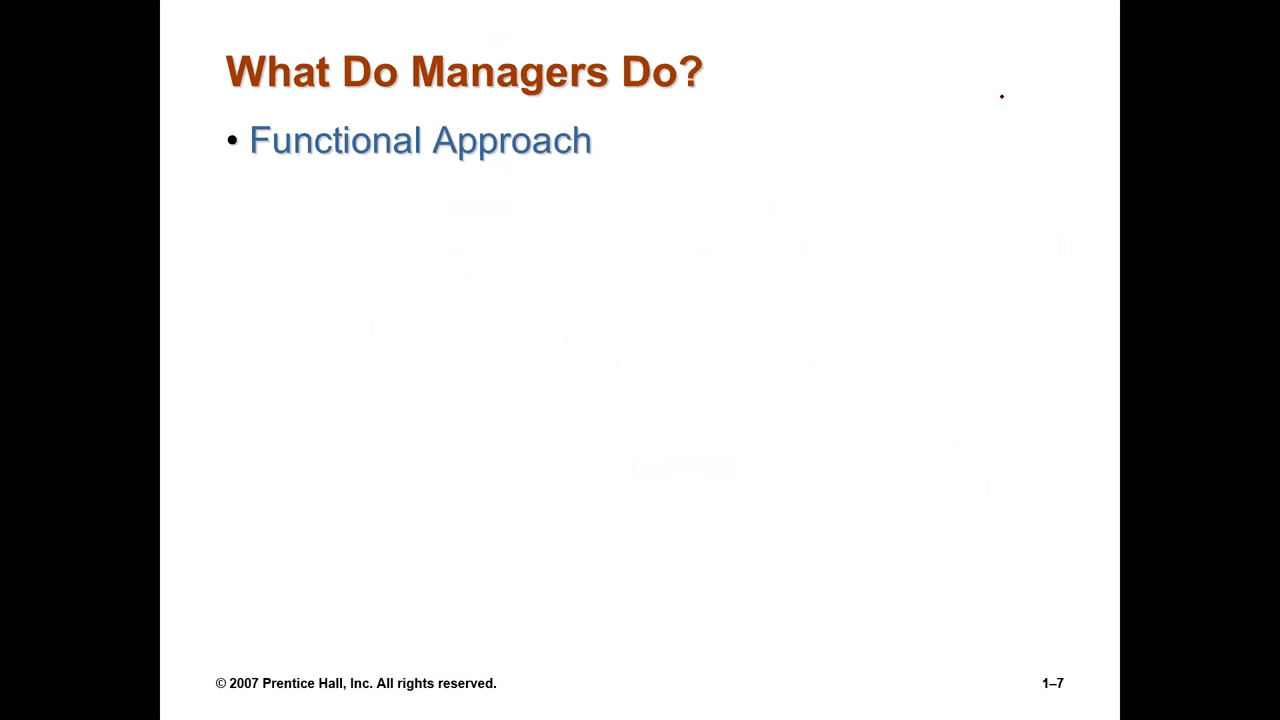 What Do Managers Do?
• Functional Approach
© 2007 Prentice Hall, Inc. All rights reserved.
1–7